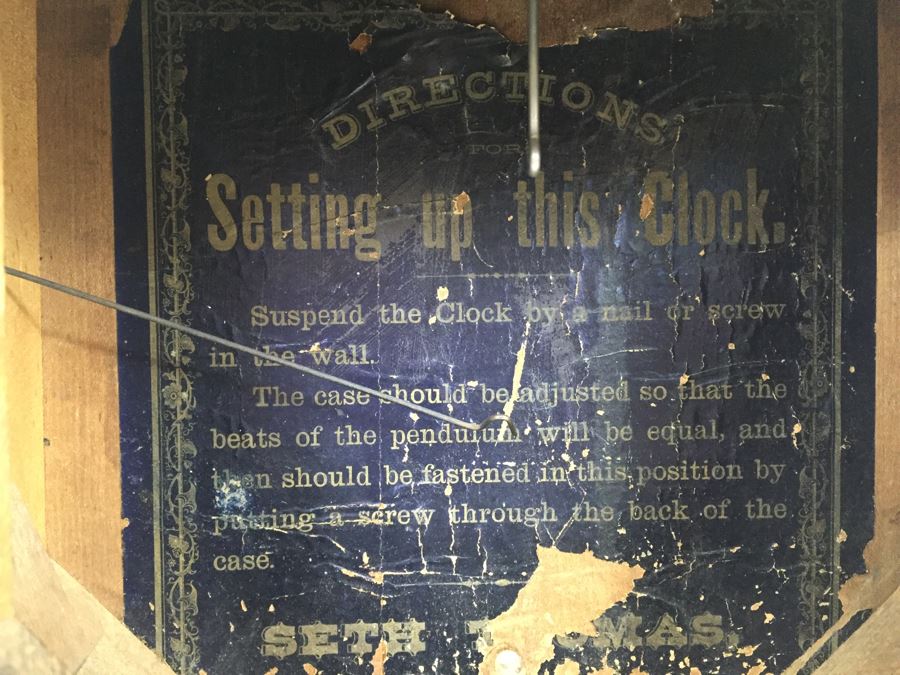 DIRECTIONS
FOR
Setting up this Clock.
Suspend the Clock by a nail or screw
in the wall.
The case should be adjusted so that the
beats of the pendulum will be equal, and
then should be fastened in this position by
putting a screw through the back of the
case.
SETH THOMAS,